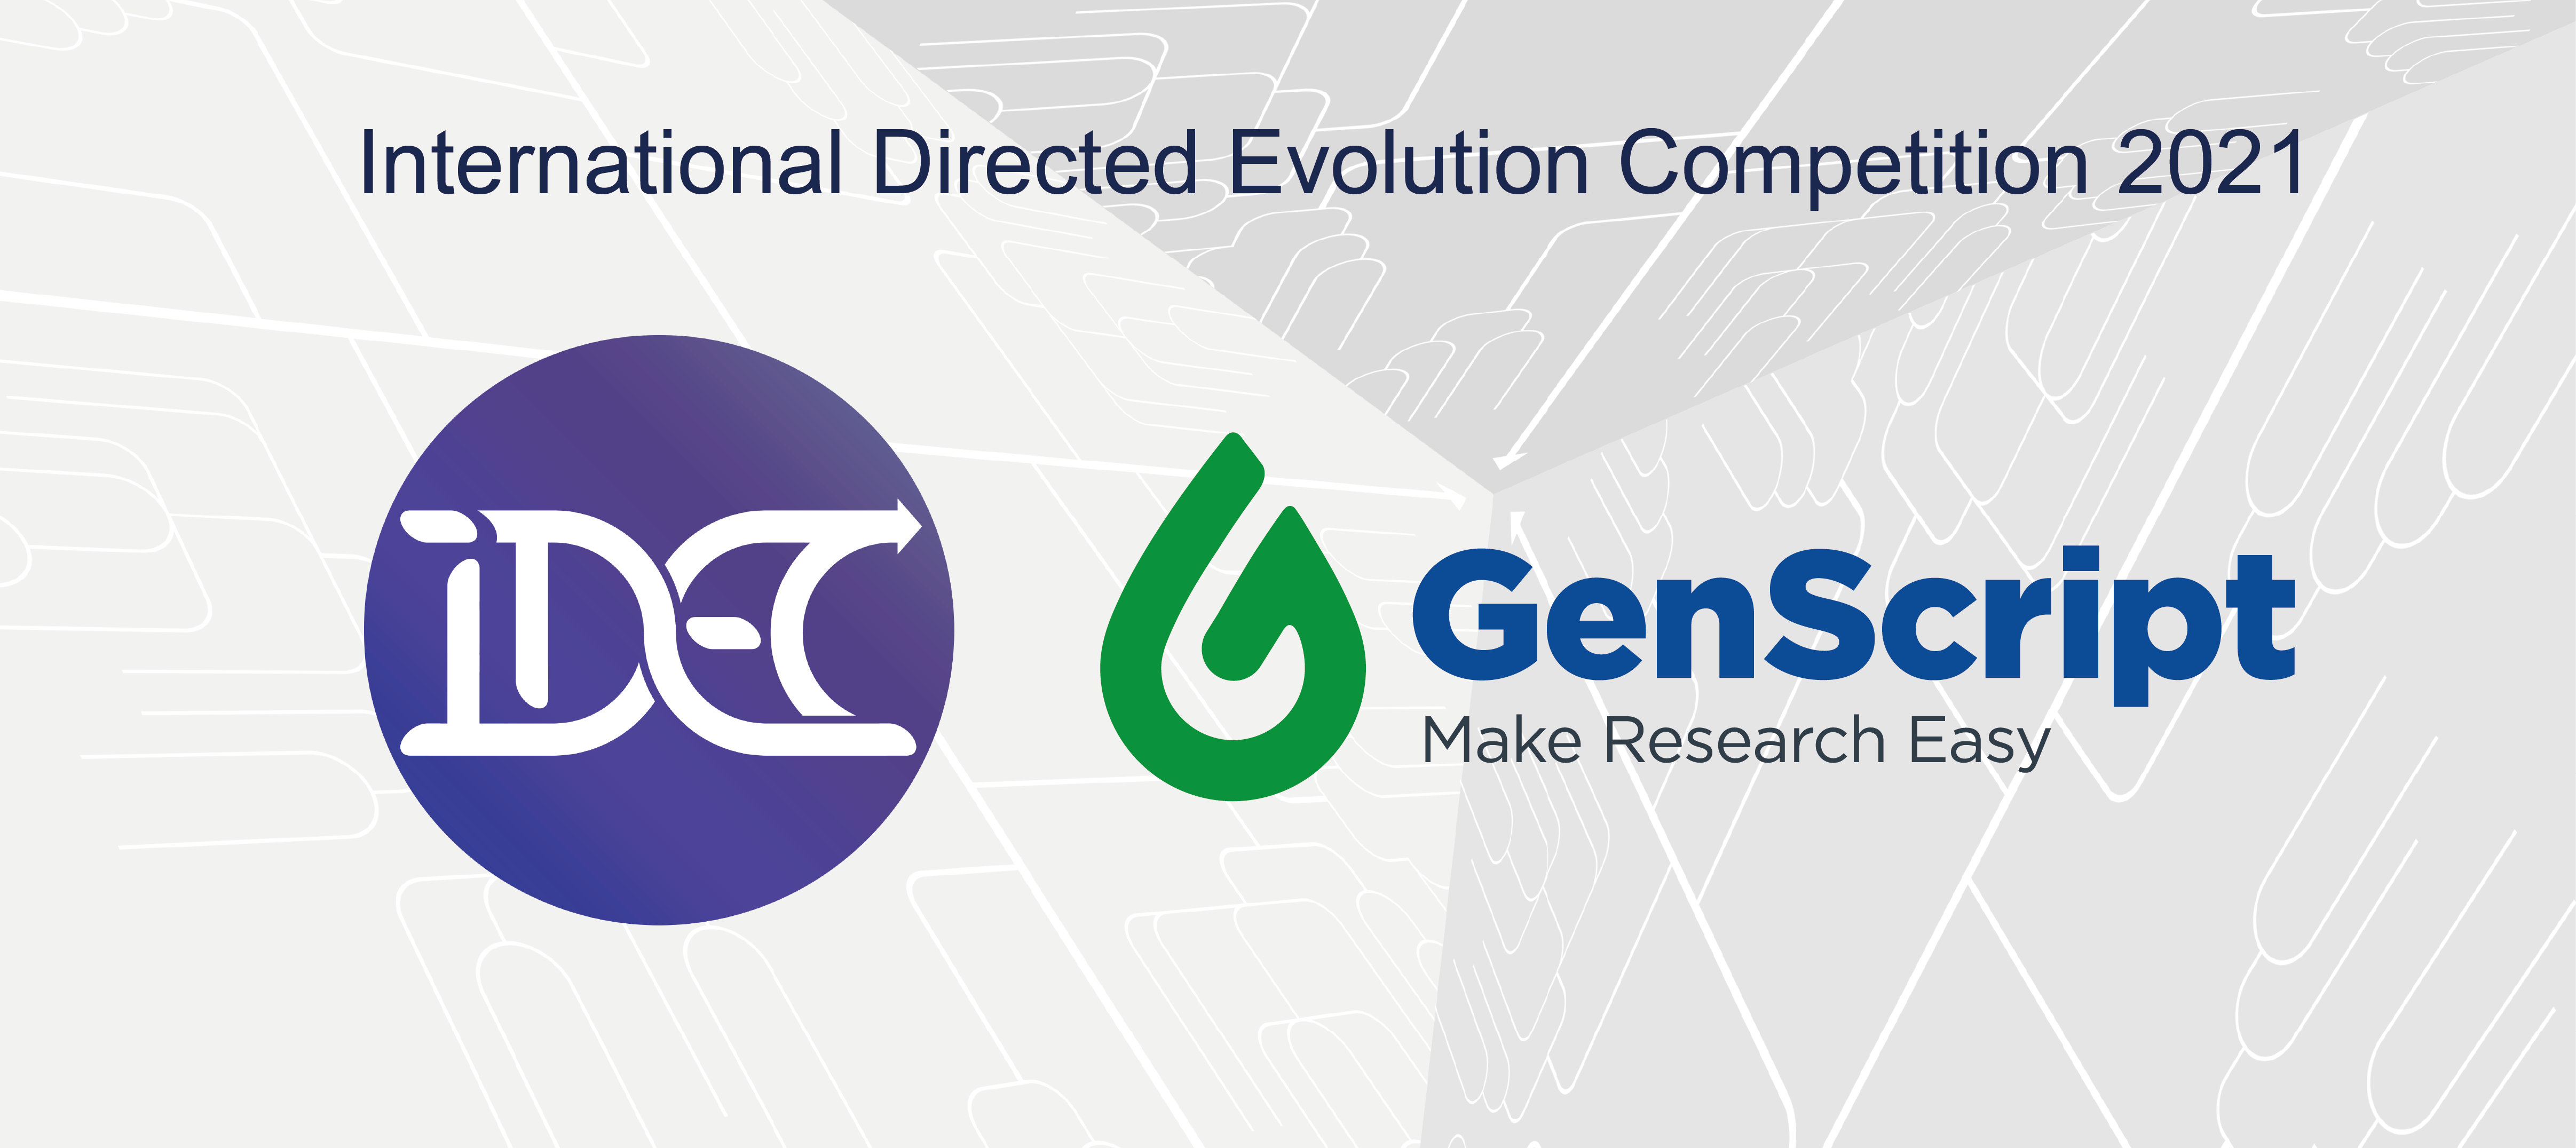 International Directed Evolution Competition 2021
iDEC
GenScript
Make Research Easy